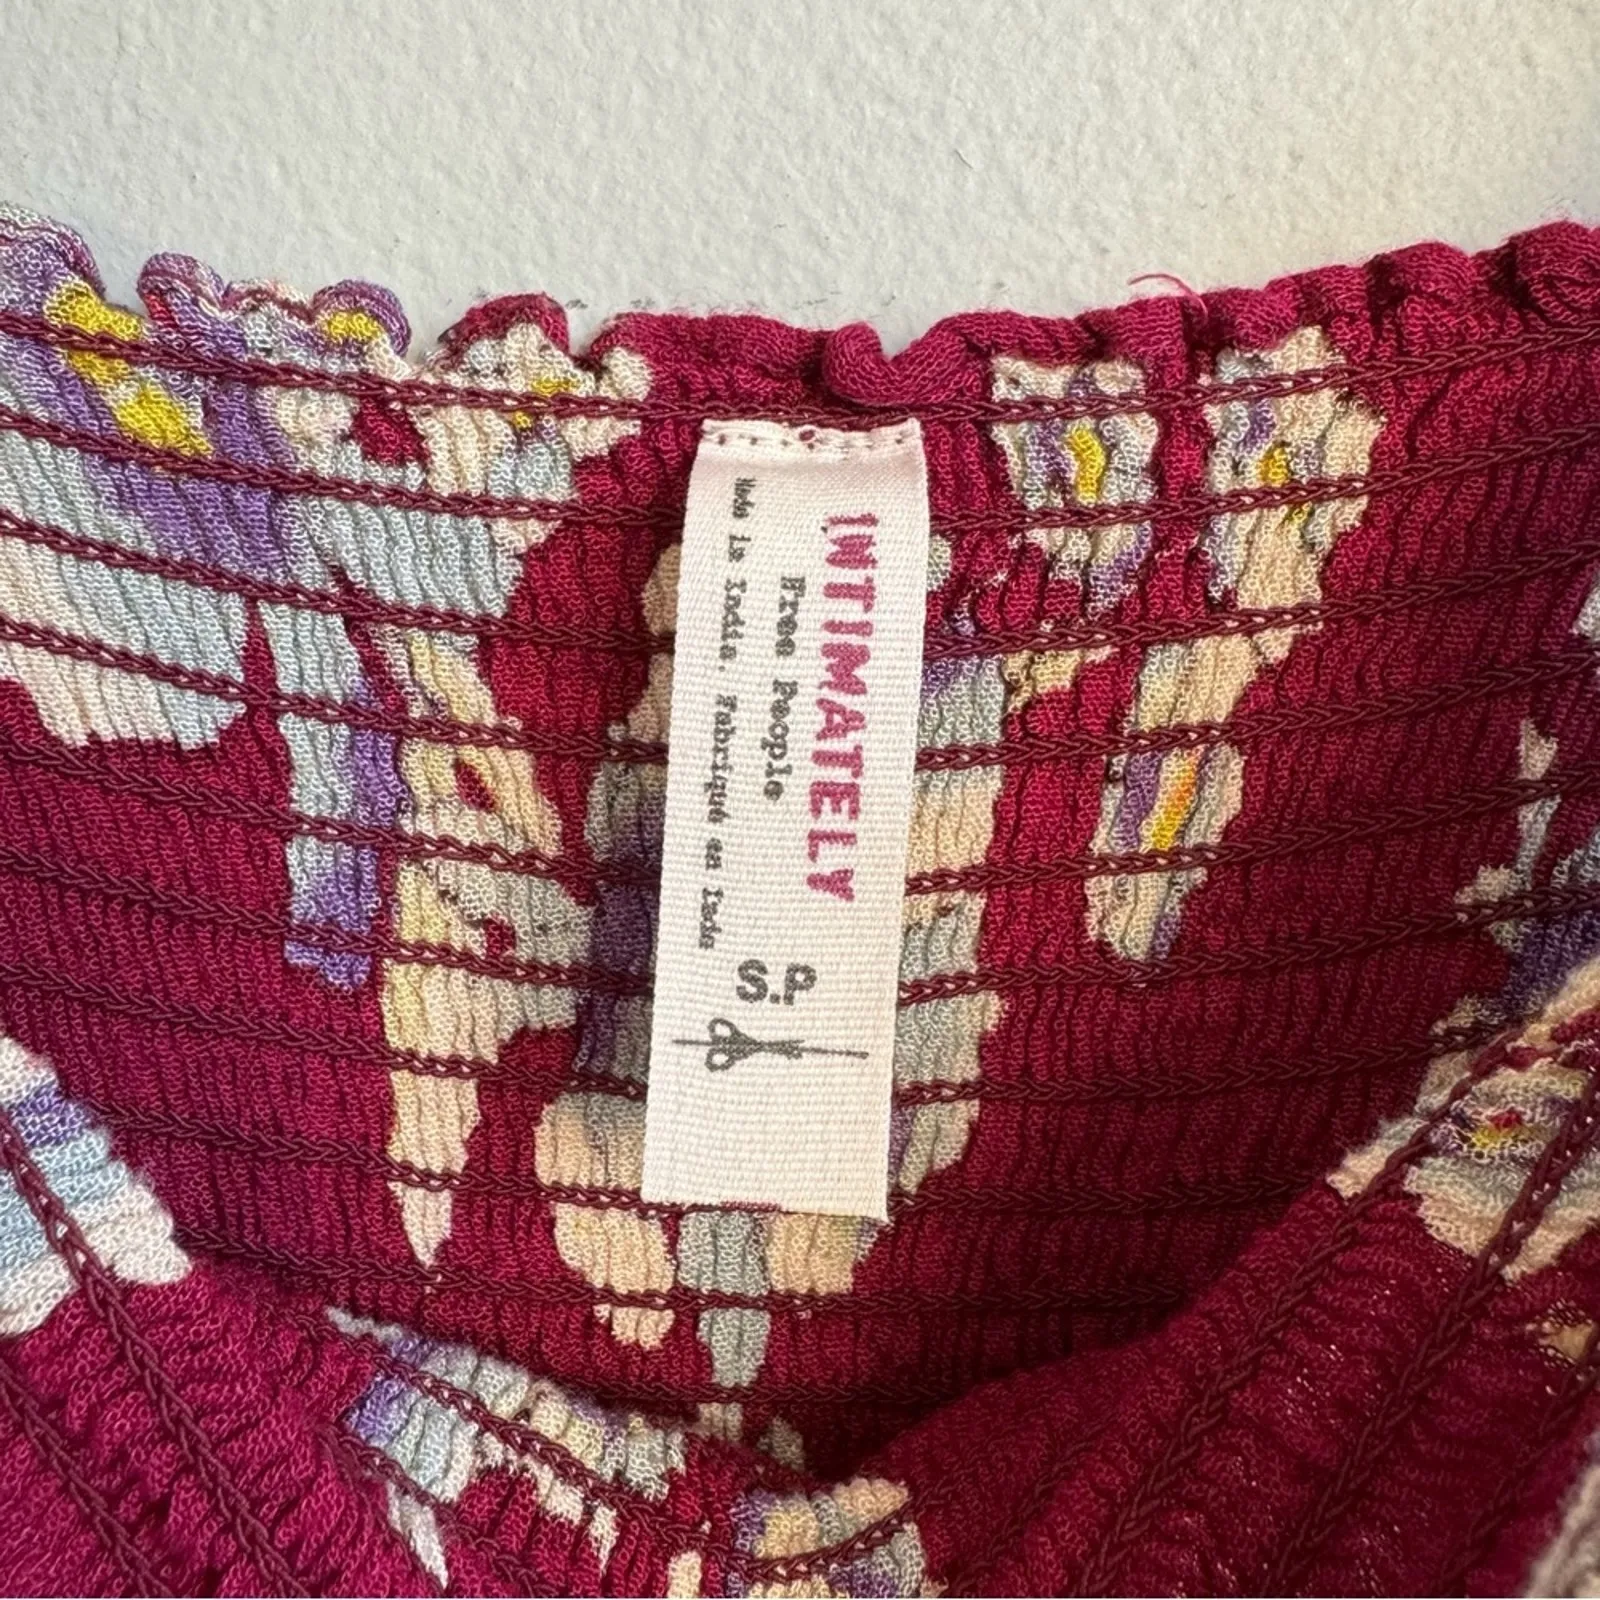 INTIMATELY
Free People
Made in India. Fabriqué en Inde
S.P